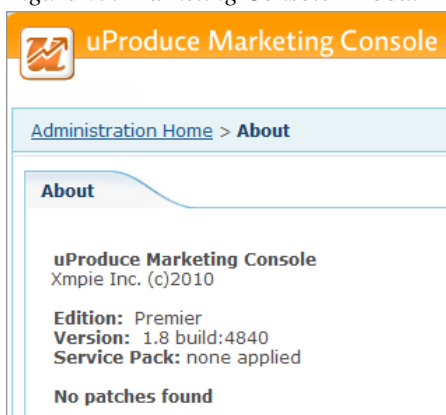 uProduce Marketing Console
Administration Home > About
About
uProduce Marketing Console
Xmpie Inc. (c)2010
Edition: Premier
Version: 1.8 build:4840
Service Pack: none applied
No patches found